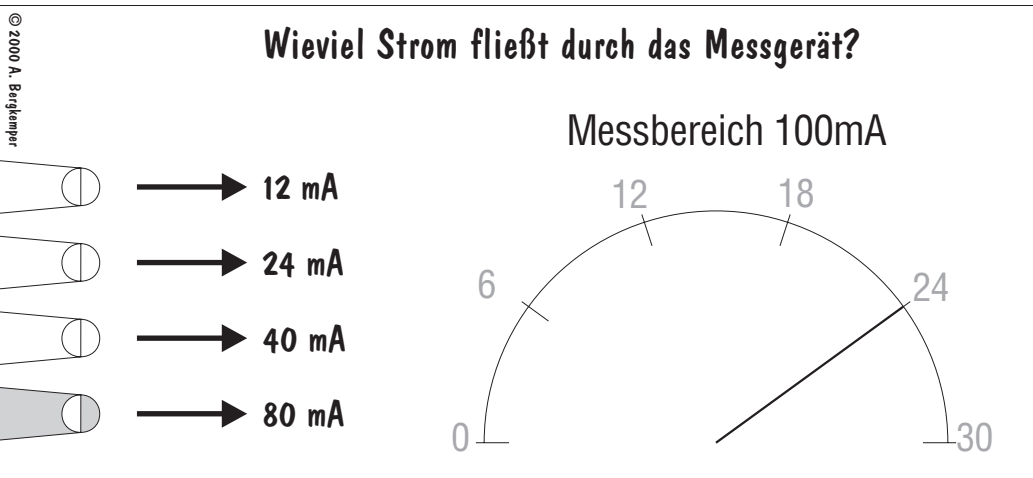 © 2000 A. Bergkemper
Wieviel Strom fließt durch das Messgerät?
Messbereich 100mA
12 mA
24 mA
40 mA
80 mA
0
6
12
18
24
30